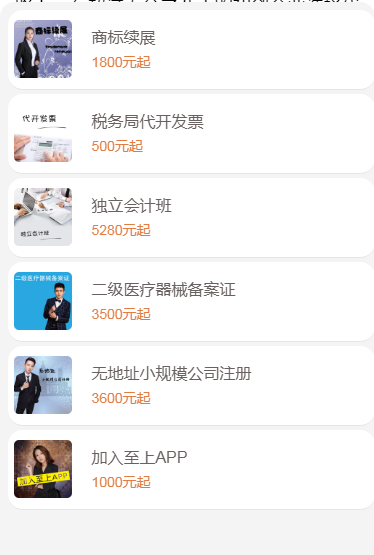 商标续展
商标续展
1800元起
代开发票
税务局代开发票
500元起
独立会计班
独立会计班
5280元起
二级医疗器械备案证
二级医疗器械备案证
3500元起
无地址小规模公司注册
3600元起
加入至上APP
加入至上APP
1000元起